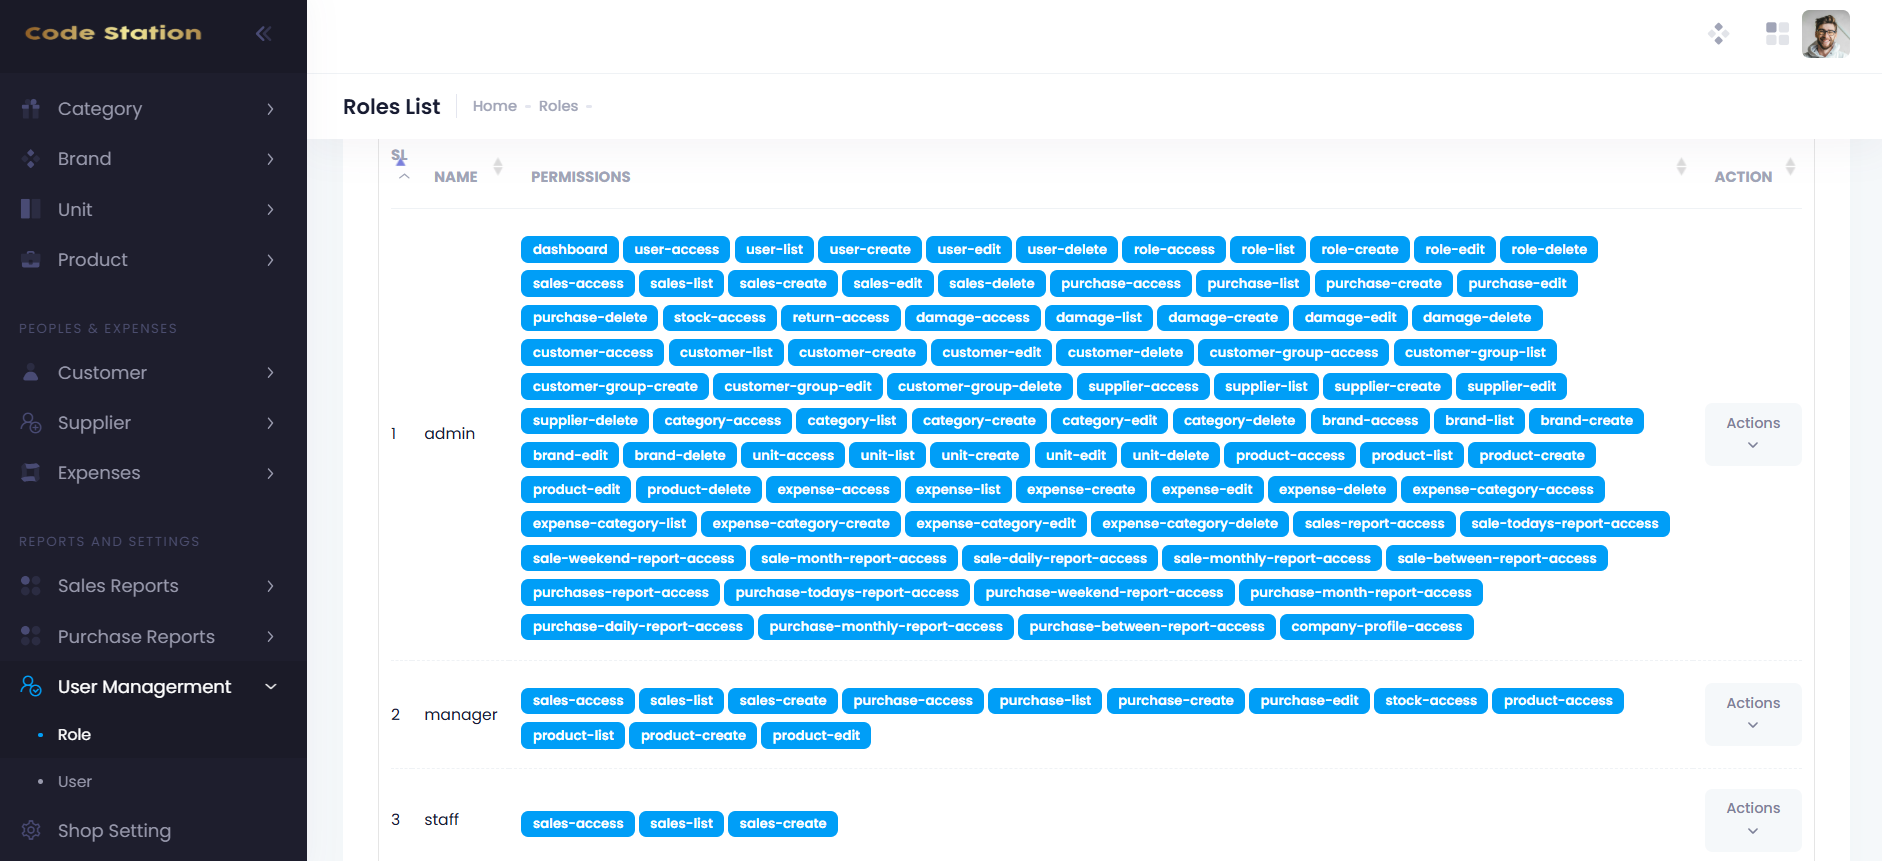 Code Station
Category
Brand
Unit
Product
PEOPLES & EXPENSES
Customer
Supplier
Expenses
REPORTS AND SETTINGS
Sales Reports
Purchase Reports
User Managerment
Role
User
Shop Setting
Roles List Home - Roles -
SL NAME PERMISSIONS ACTION
1 admin
dashboard user-access user-list user-create user-edit user-delete role-access role-list role-create role-edit role-delete
sales-access sales-list sales-create sales-edit sales-delete purchase-access purchase-list purchase-create purchase-edit
purchase-delete stock-access return-access damage-access damage-list damage-create damage-edit damage-delete
customer-access customer-list customer-create customer-edit customer-delete customer-group-access customer-group-list
customer-group-create customer-group-edit customer-group-delete supplier-access supplier-list supplier-create supplier-edit
supplier-delete category-access category-list category-create category-edit category-delete brand-access brand-list brand-create
brand-edit brand-delete unit-access unit-list unit-create unit-edit unit-delete product-access product-list product-create
product-edit product-delete expense-access expense-list expense-create expense-edit expense-delete expense-category-access
expense-category-list expense-category-create expense-category-edit expense-category-delete sales-report-access sale-todays-report-access
sale-weekend-report-access sale-month-report-access sale-daily-report-access sale-monthly-report-access sale-between-report-access
purchases-report-access purchase-todays-report-access purchase-weekend-report-access purchase-month-report-access
purchase-daily-report-access purchase-monthly-report-access purchase-between-report-access company-profile-access
Actions
2 manager
sales-access sales-list sales-create purchase-access purchase-list purchase-create purchase-edit stock-access product-access
product-list product-create product-edit
Actions
3 staff
sales-access sales-list sales-create
Actions